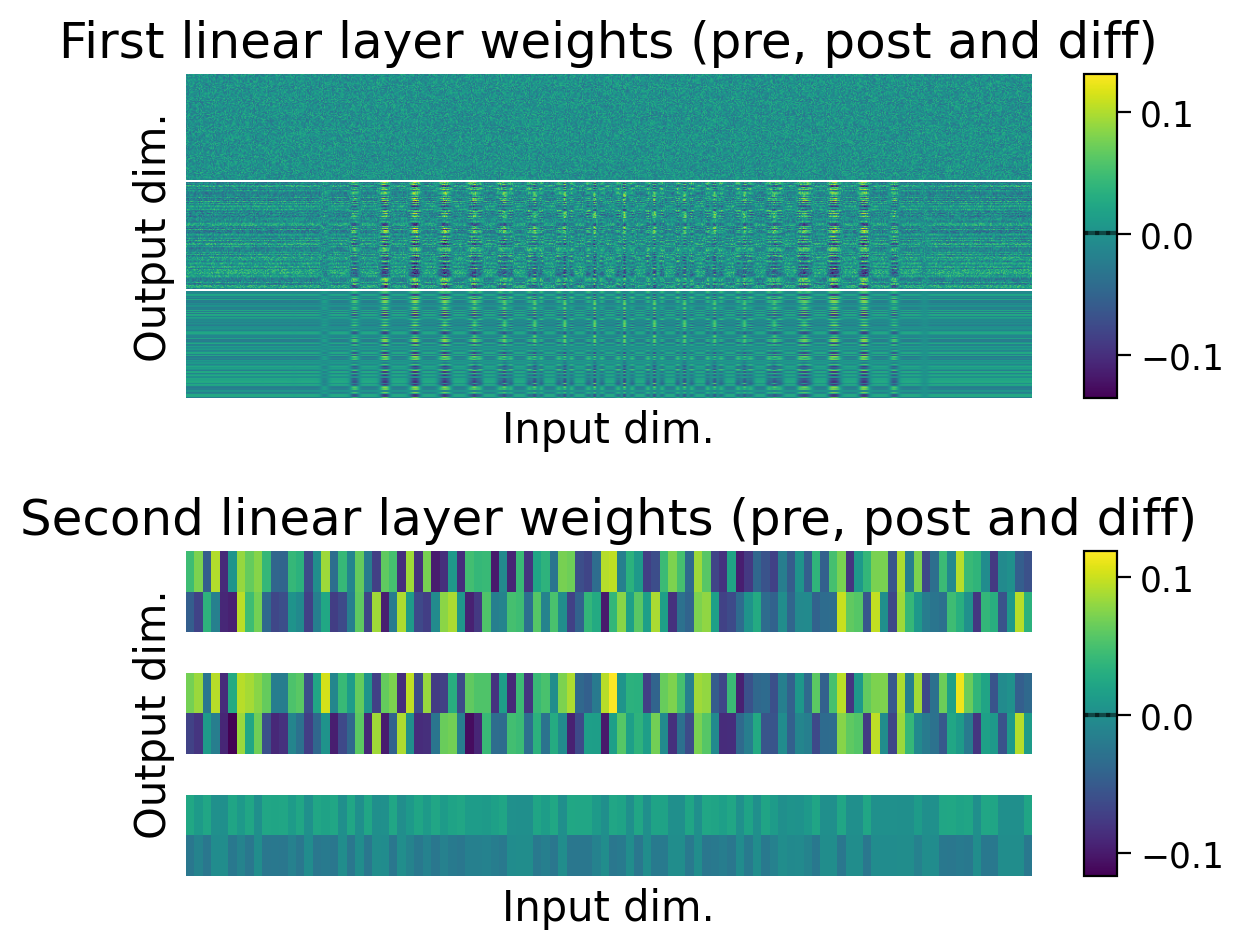 First linear layer weights (pre, post and diff)
Output dim.
Input dim.
0.1
0.0
−0.1
Second linear layer weights (pre, post and diff)
Output dim.
Input dim.
0.1
0.0
−0.1